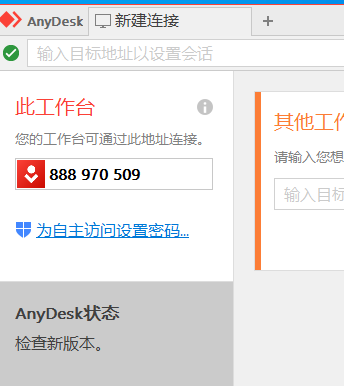 AnyDesk 新建连接 +
输入目标地址以设置会话
此工作台
您的工作台可通过此地址连接。
888 970 509
为自主访问设置密码...
AnyDesk状态
检查新版本。
其他工作
请输入您想
输入目标